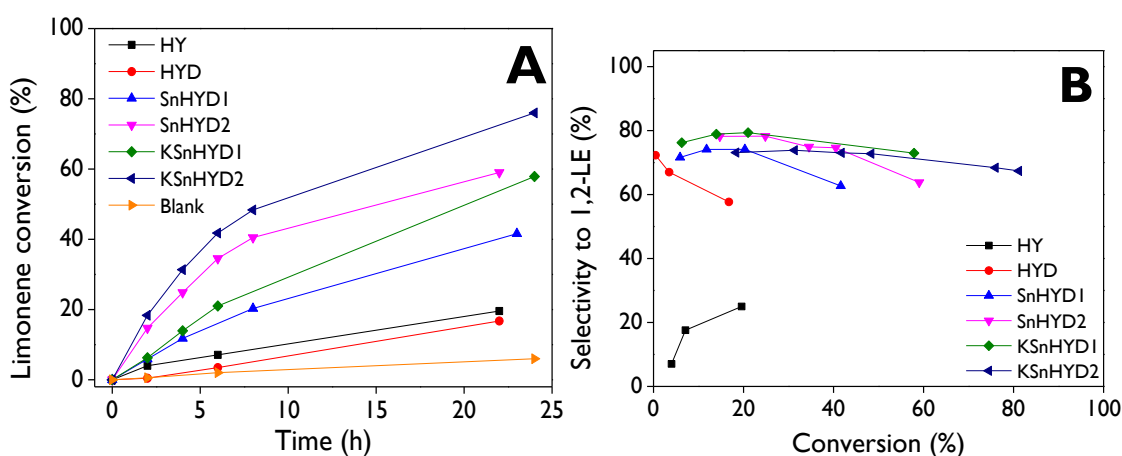 A
Limonene conversion (%)
100
80
60
40
20
0
HY
HYD
SnHYD1
SnHYD2
KSnHYD1
KSnHYD2
Blank
0 5 10 15 20 25
Time (h)
B
Selectivity to 1,2-LE (%)
100
80
60
40
20
0
HY
HYD
SnHYD1
SnHYD2
KSnHYD1
KSnHYD2
0 20 40 60 80 100
Conversion (%)